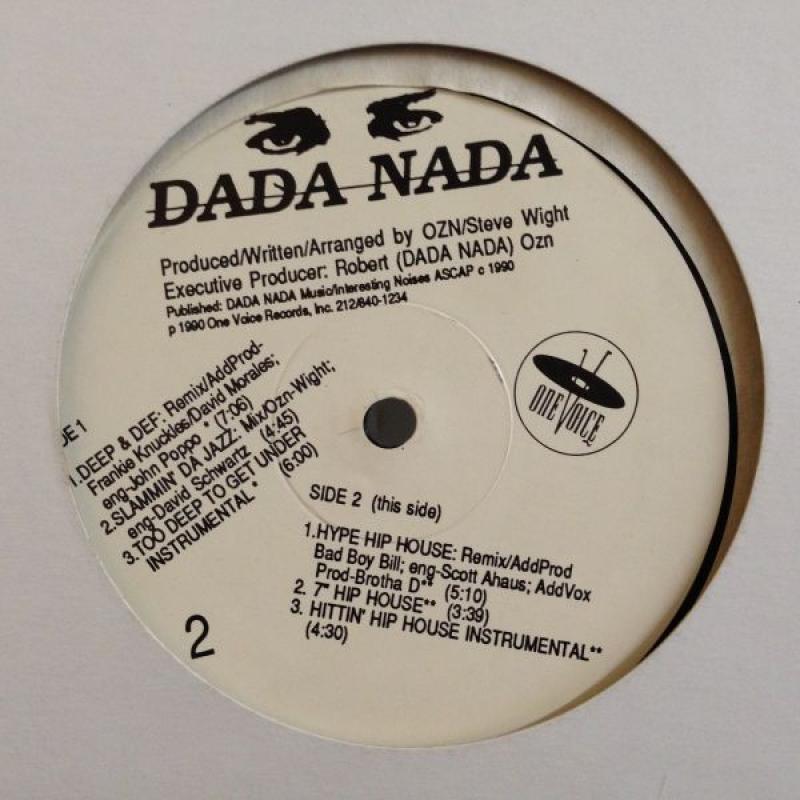 DADA NADA
Produced/Written/Arranged by OZN/Steve Wight
Executive Producer: Robert (DADA NADA) Ozn
Published: DADA NADA Music/Interesting Noises ASCAP c 1990
p 1990 One Voice Records, Inc. 212/640-1234
DE 1
1.DEEP & DEF: Remix/AddProd-
Frankie Knuckles/David Morales;
eng-John Poppo * (7:06)
2.SLAMMIN' DA JAZZ: Mix/Ozn-Wight;
eng-David Schwartz (4:45)
3.TOO DEEP TO GET UNDER
INSTRUMENTAL * (6:00)
ONE VOICE
SIDE 2 (this side)
1.HYPE HIP HOUSE: Remix/AddProd
Bad Boy Bill; eng-Scott Ahaus; AddVox
Prod-Brotha D** (5:10)
2. 7" HIP HOUSE** (3:39)
3. HITTIN' HIP HOUSE INSTRUMENTAL**
(4:30)
2